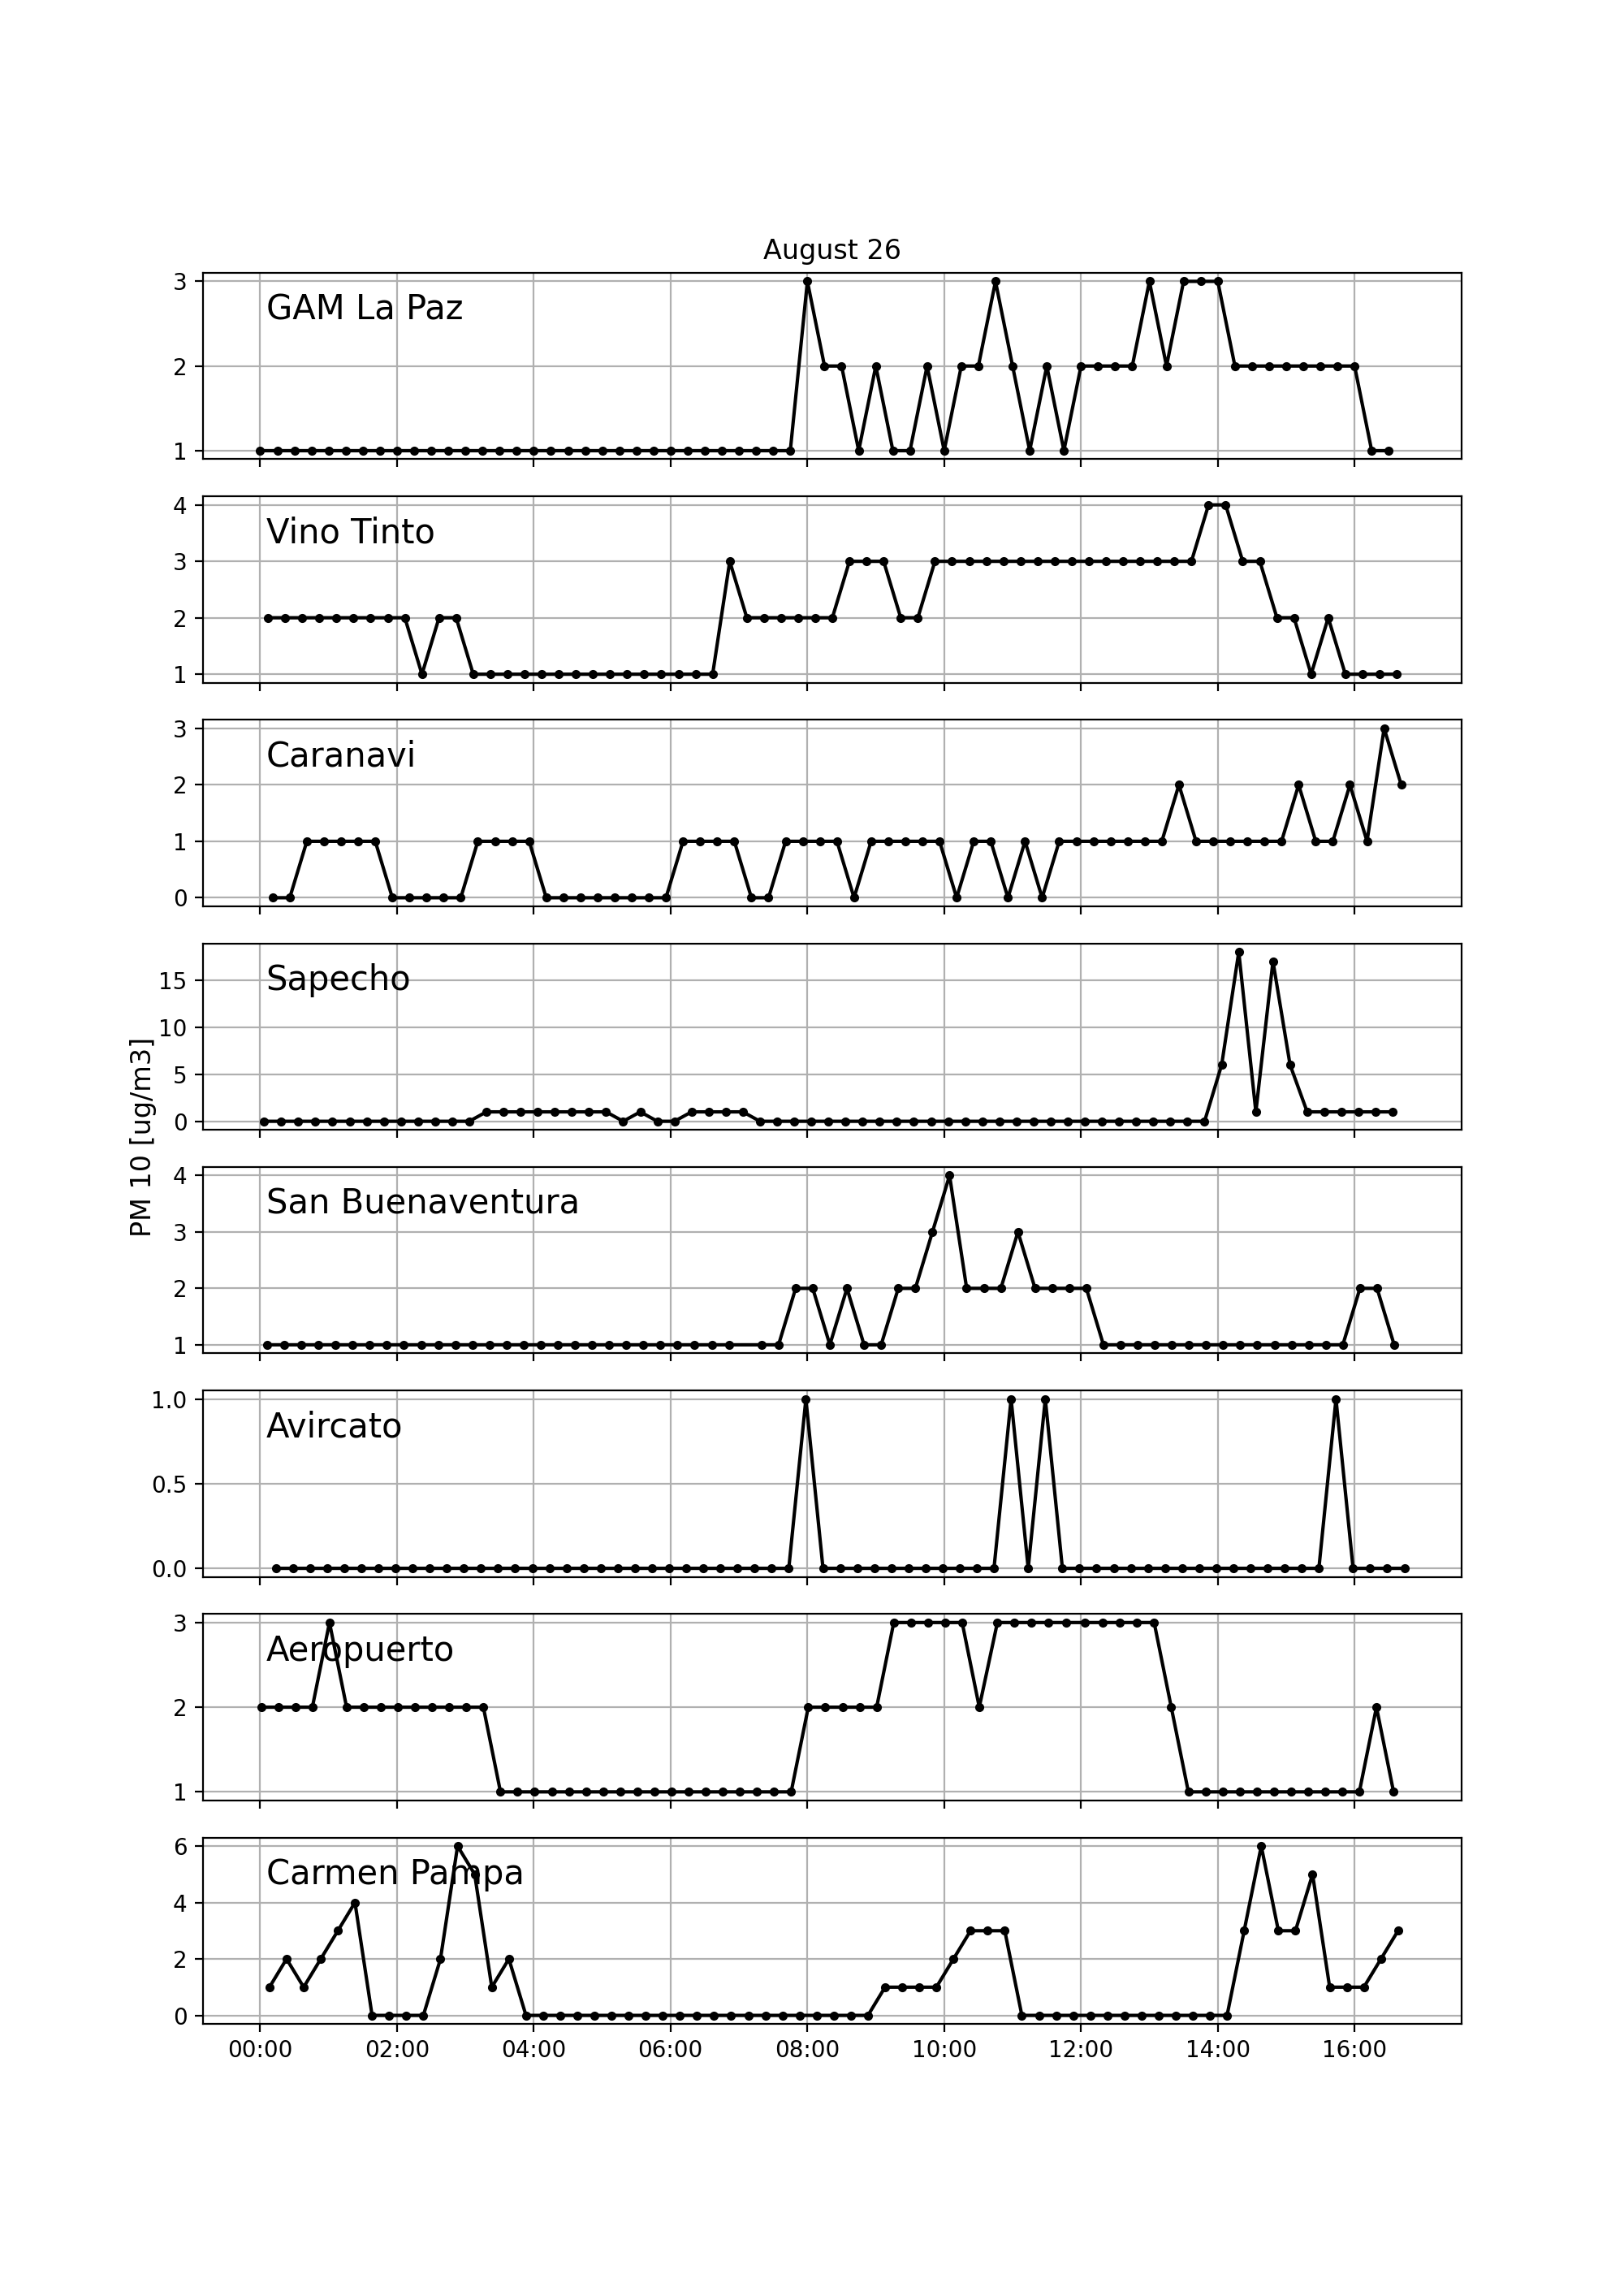 August 26
3
GAM La Paz
2
1
4
Vino Tinto
3
2
1
3
Caranavi
2
1
0
Sapecho
15
10
5
0
PM 10 [ug/m3]
4
San Buenaventura
3
2
1
1.0
Avircato
0.5
0.0
3
Aeropuerto
2
1
6
Carmen Pampa
4
2
0
00:00 02:00 04:00 06:00 08:00 10:00 12:00 14:00 16:00